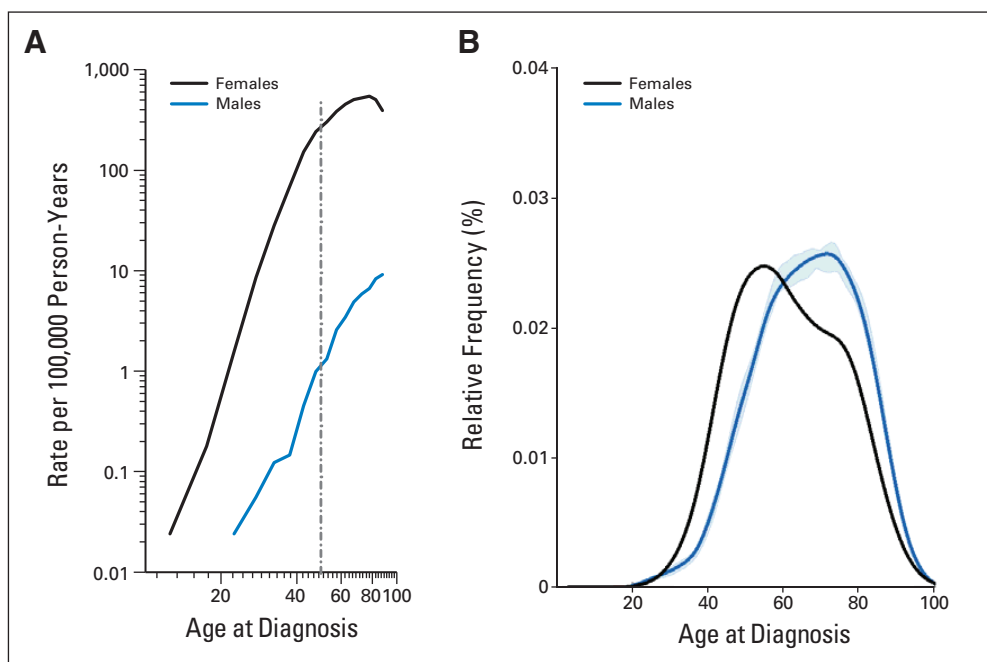 A
Females
Males
1,000
100
10
1
0.1
0.01
Rate per 100,000 Person-Years
20 40 60 80 100
Age at Diagnosis
B
Females
Males
0.04
0.03
0.02
0.01
0
Relative Frequency (%)
20 40 60 80 100
Age at Diagnosis